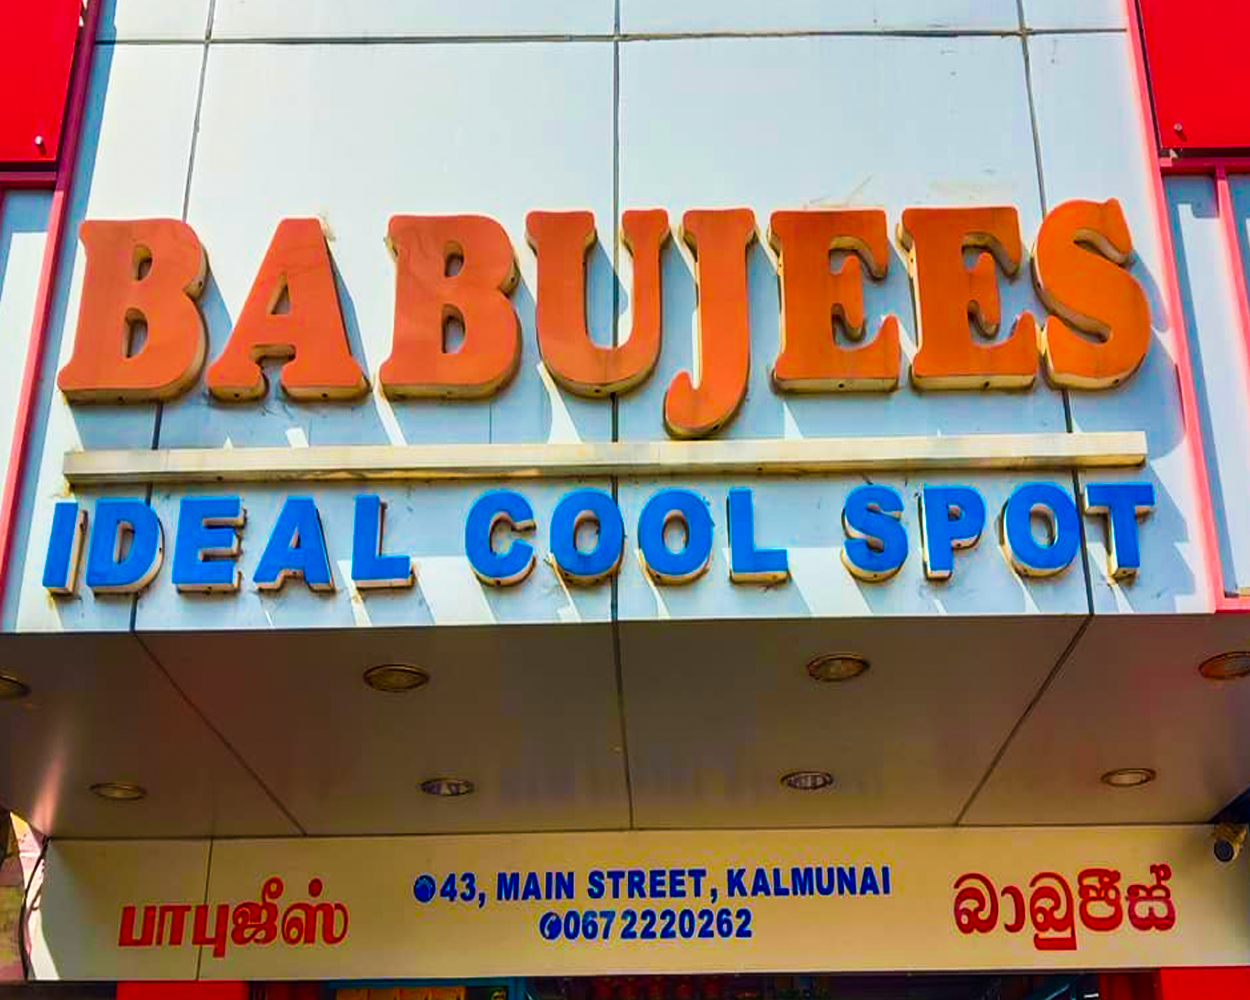 BABUJEES
IDEAL COOL SPOT
பாபுஜீஸ்
43, MAIN STREET, KALMUNAI
0672220262
බාබුජීස්